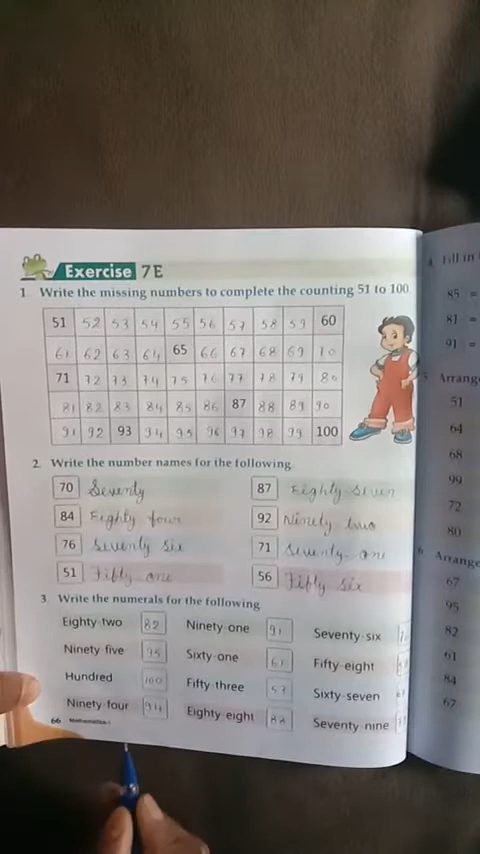 Exercise 7E
1. Write the missing numbers to complete the counting 51 to 100
51 52 53 54 55 56 57 58 59 60
61 62 63 64 65 66 67 68 69 70
71 72 73 74 75 76 77 78 79 80
81 82 83 84 85 86 87 88 89 90
91 92 93 94 95 96 97 98 99 100
2. Write the number names for the following
70 Seventy 87 Eighty-seven
84 Eighty four 92 Ninety two
76 Seventy six 71 Seventy-one
51 Fifty one 56 Fifty six
3. Write the numerals for the following
Eighty-two 82 Ninety-one 91 Seventy-six
Ninety-five 95 Sixty-one 61 Fifty-eight
Hundred 100 Fifty-three 53 Sixty-seven
Ninety-four 94 Eighty-eight 88 Seventy-nine
66 Mathematics-1
4. Fill in
85 =
81 =
91 =
5. Arrang
51
64
68
99
72
80
6. Arrange
67
95
82
61
84
67